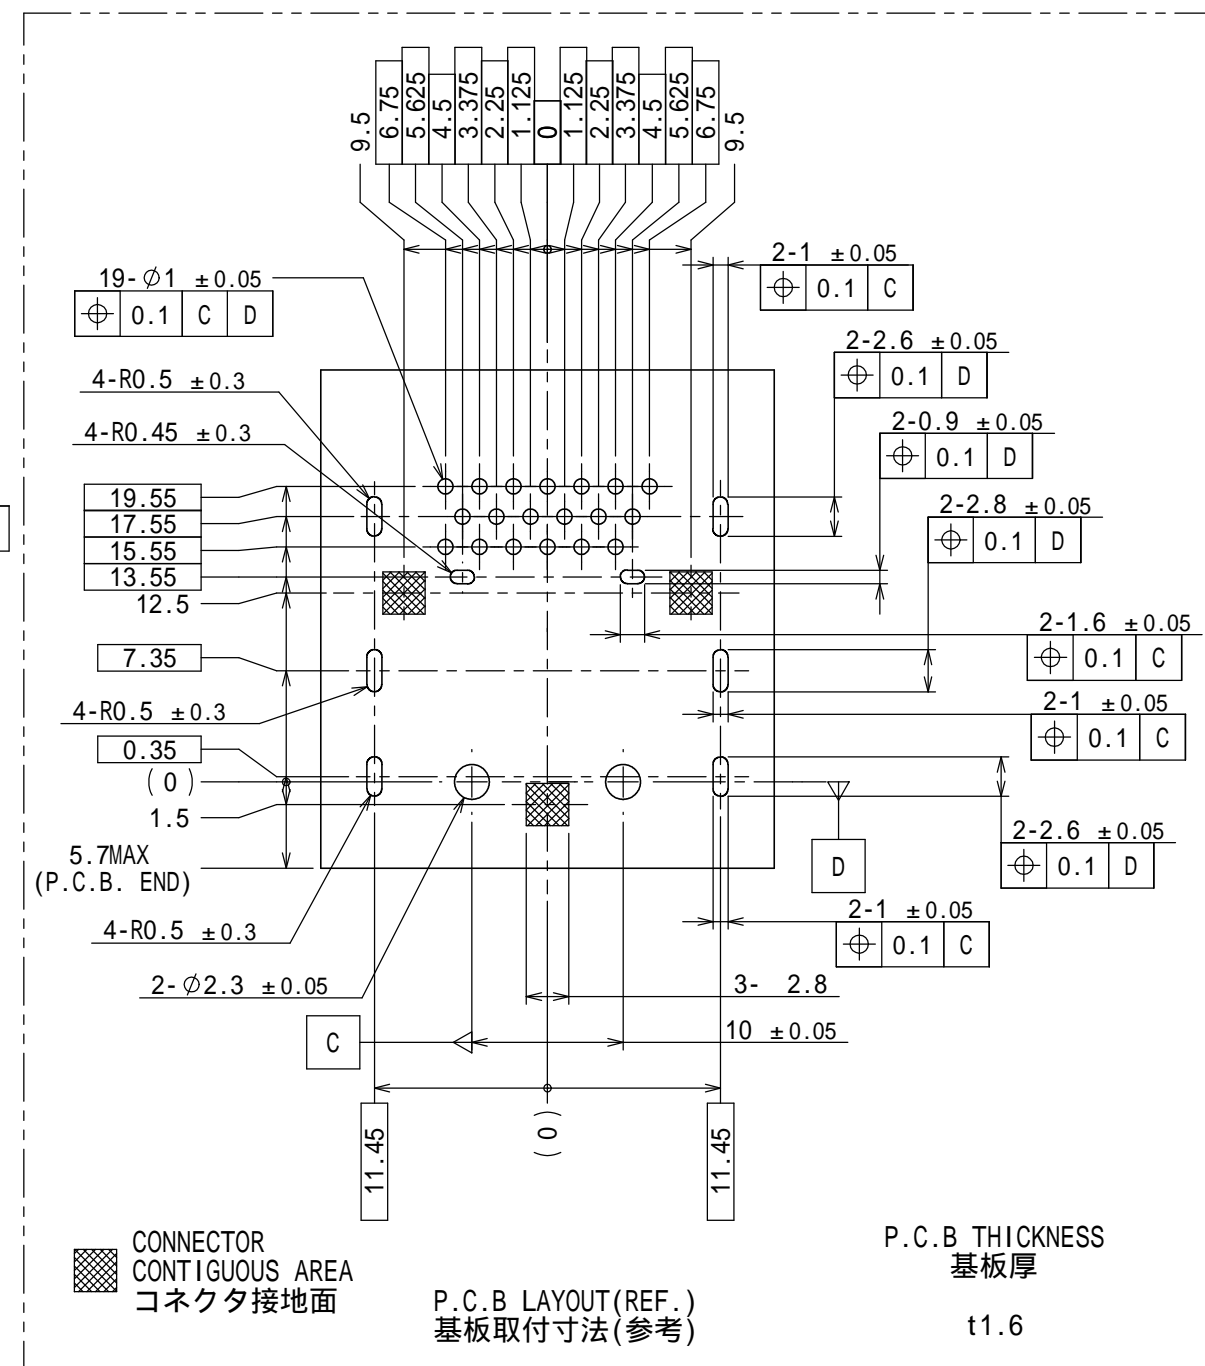 9.5
6.75
5.625
4.5
3.375
2.25
1.125
0
1.125
2.25
3.375
4.5
5.625
6.75
9.5
19-∅1 ±0.05
⌖ 0.1 C D
4-R0.5 ±0.3
4-R0.45 ±0.3
19.55
17.55
15.55
13.55
12.5
7.35
4-R0.5 ±0.3
0.35
(0)
1.5
5.7MAX
(P.C.B. END)
4-R0.5 ±0.3
2-∅2.3 ±0.05
C
2-1 ±0.05
⌖ 0.1 C
2-2.6 ±0.05
⌖ 0.1 D
2-0.9 ±0.05
⌖ 0.1 D
2-2.8 ±0.05
⌖ 0.1 D
2-1.6 ±0.05
⌖ 0.1 C
2-1 ±0.05
⌖ 0.1 C
2-2.6 ±0.05
⌖ 0.1 D
D
2-1 ±0.05
⌖ 0.1 C
3- 2.8
10 ±0.05
11.45
(0)
11.45
CONNECTOR
CONTIGUOUS AREA
コネクタ接地面
P.C.B LAYOUT(REF.)
基板取付寸法(参考)
P.C.B THICKNESS
基板厚
t1.6